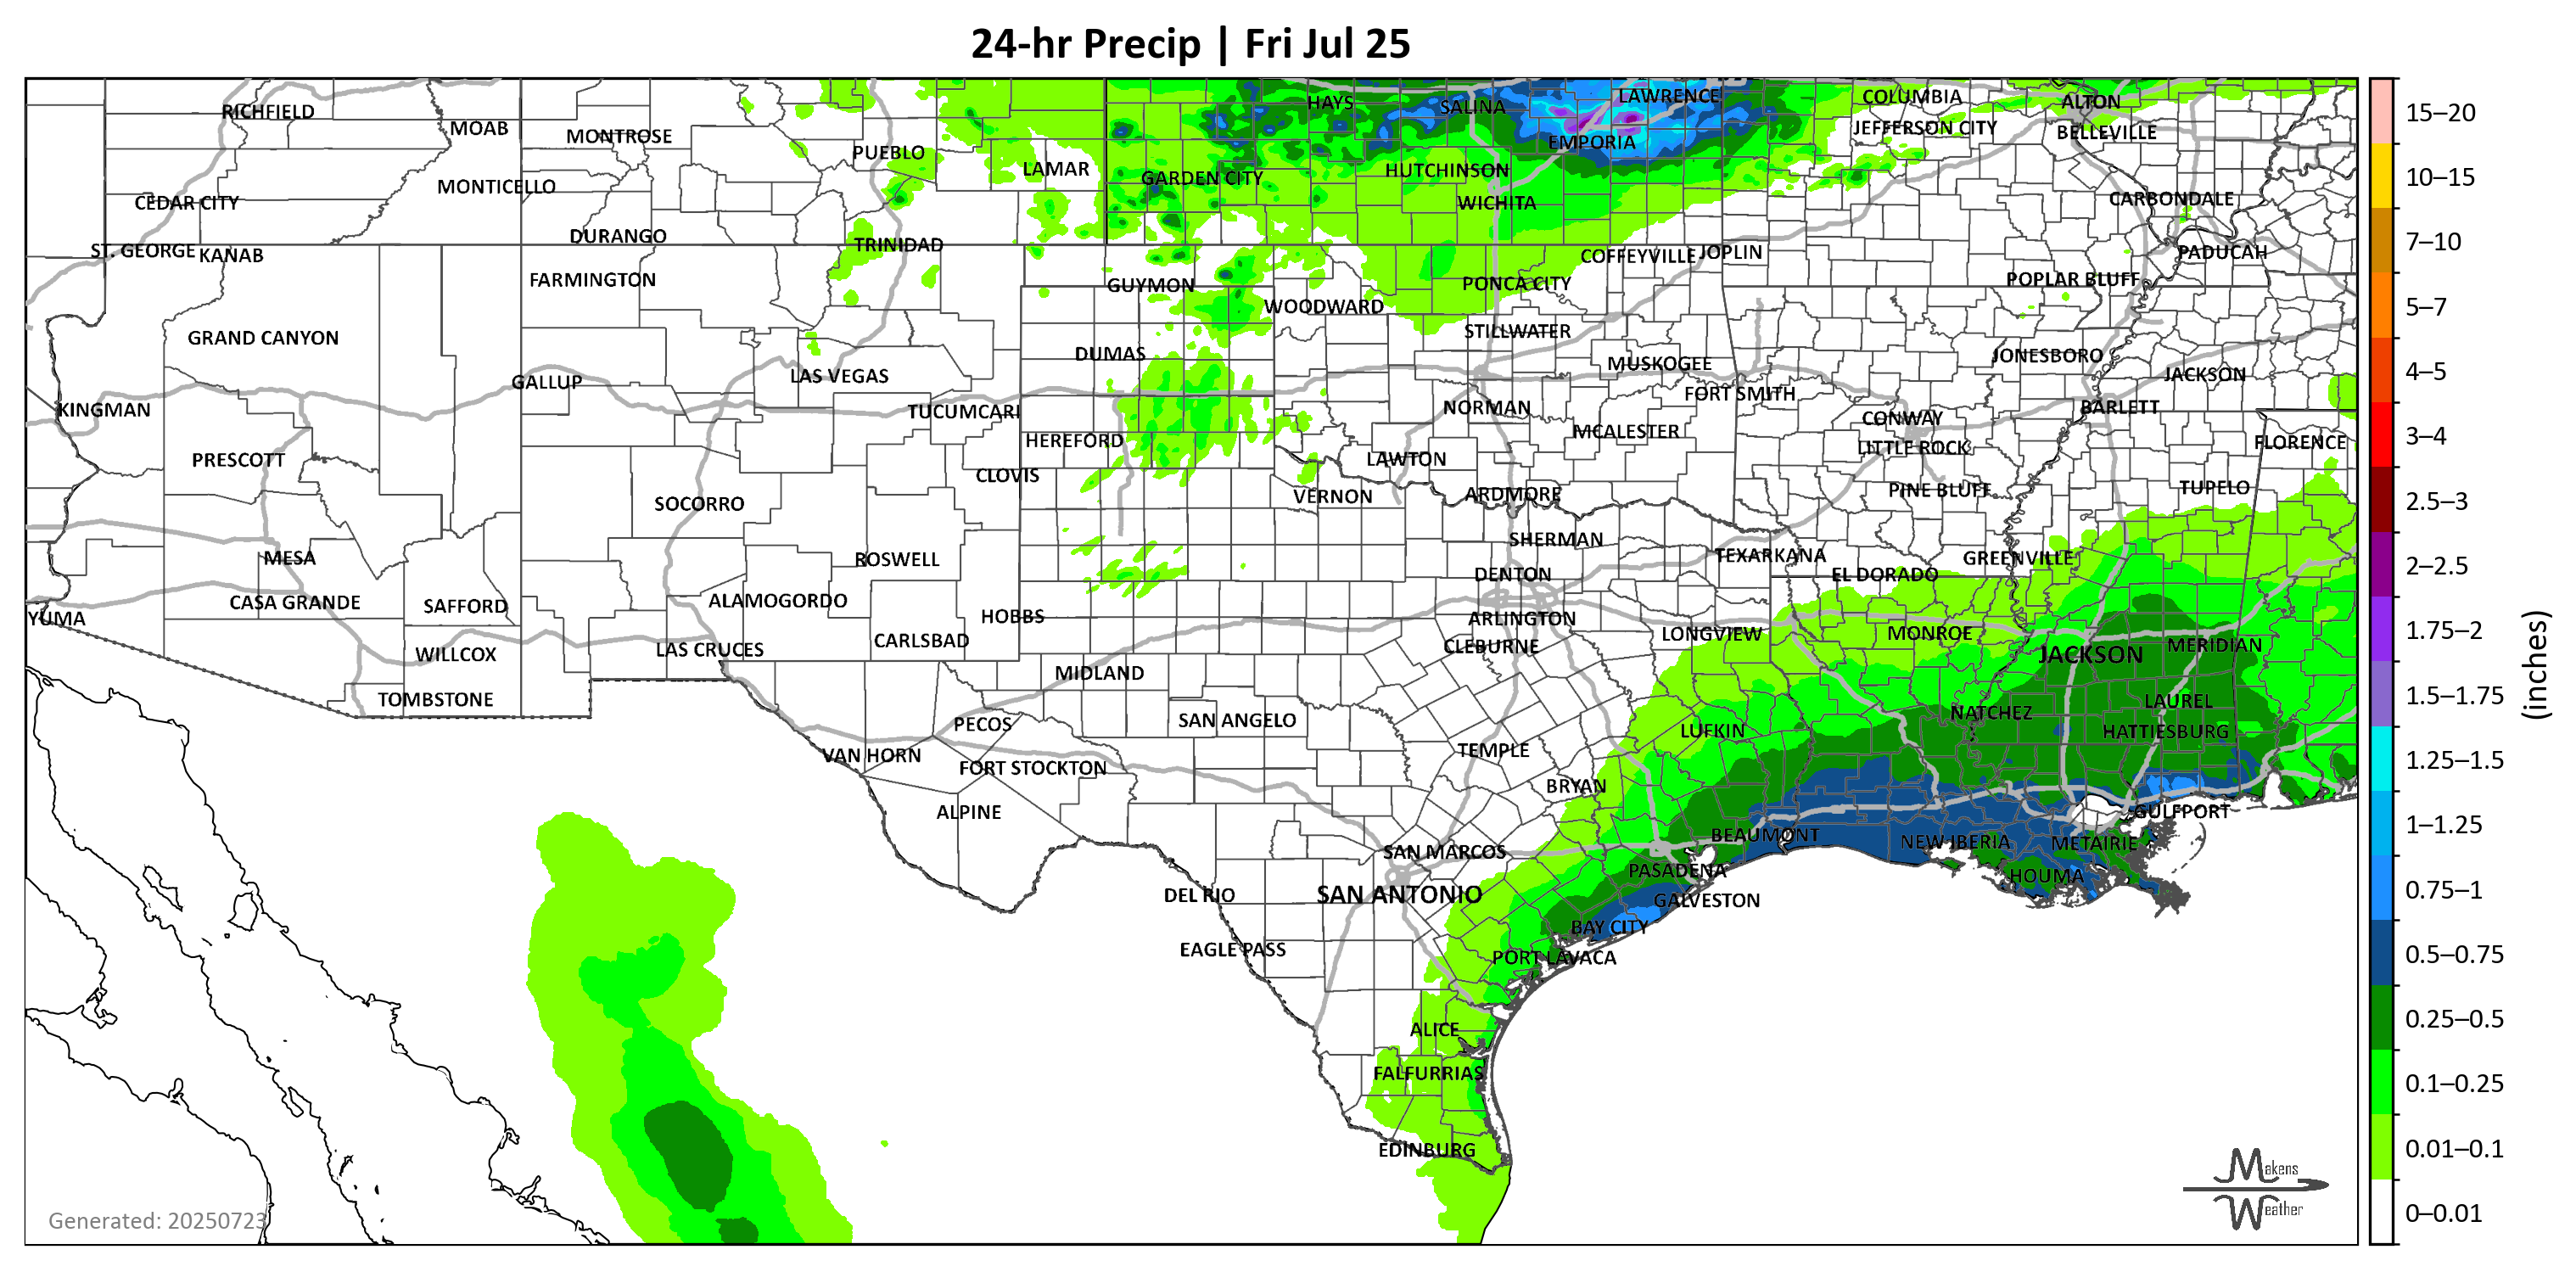 24-hr Precip | Fri Jul 25
RICHFIELD
MOAB
MONTROSE
PUEBLO
LAMAR
HAYS
SALINA
LAWRENCE
COLUMBIA
ALTON
JEFFERSON CITY
BELLEVILLE
EMPORIA
HUTCHINSON
GARDEN CITY
MONTICELLO
CEDAR CITY
WICHITA
CARBONDALE
DURANGO
TRINIDAD
ST. GEORGE
KANAB
COFFEYVILLE
JOPLIN
PADUCAH
FARMINGTON
GUYMON
PONCA CITY
POPLAR BLUFF
WOODWARD
GRAND CANYON
STILLWATER
DUMAS
MUSKOGEE
JONESBORO
GALLUP
LAS VEGAS
FORT SMITH
JACKSON
KINGMAN
TUCUMCARI
NORMAN
CONWAY
BARLETT
HEREFORD
MCALESTER
LITTLE ROCK
FLORENCE
PRESCOTT
CLOVIS
LAWTON
SOCORRO
VERNON
ARDMORE
PINE BLUFF
TUPELO
MESA
ROSWELL
SHERMAN
TEXARKANA
GREENVILLE
DENTON
EL DORADO
YUMA
CASA GRANDE
SAFFORD
ALAMOGORDO
HOBBS
ARLINGTON
WILLCOX
LAS CRUCES
CARLSBAD
CLEBURNE
LONGVIEW
MONROE
JACKSON
MERIDIAN
TOMBSTONE
MIDLAND
PECOS
SAN ANGELO
LUFKIN
NATCHEZ
LAUREL
HATTIESBURG
VAN HORN
FORT STOCKTON
TEMPLE
BRYAN
ALPINE
GULFPORT
SAN MARCOS
BEAUMONT
NEW IBERIA
METAIRIE
DEL RIO
SAN ANTONIO
PASADENA
GALVESTON
HOUMA
EAGLE PASS
BAY CITY
PORT LAVACA
ALICE
FALFURRIAS
EDINBURG
Generated: 20250723
Makens
Weather
15–20
10–15
7–10
5–7
4–5
3–4
2.5–3
2–2.5
1.75–2
1.5–1.75
1.25–1.5
1–1.25
0.75–1
0.5–0.75
0.25–0.5
0.1–0.25
0.01–0.1
0–0.01
(inches)